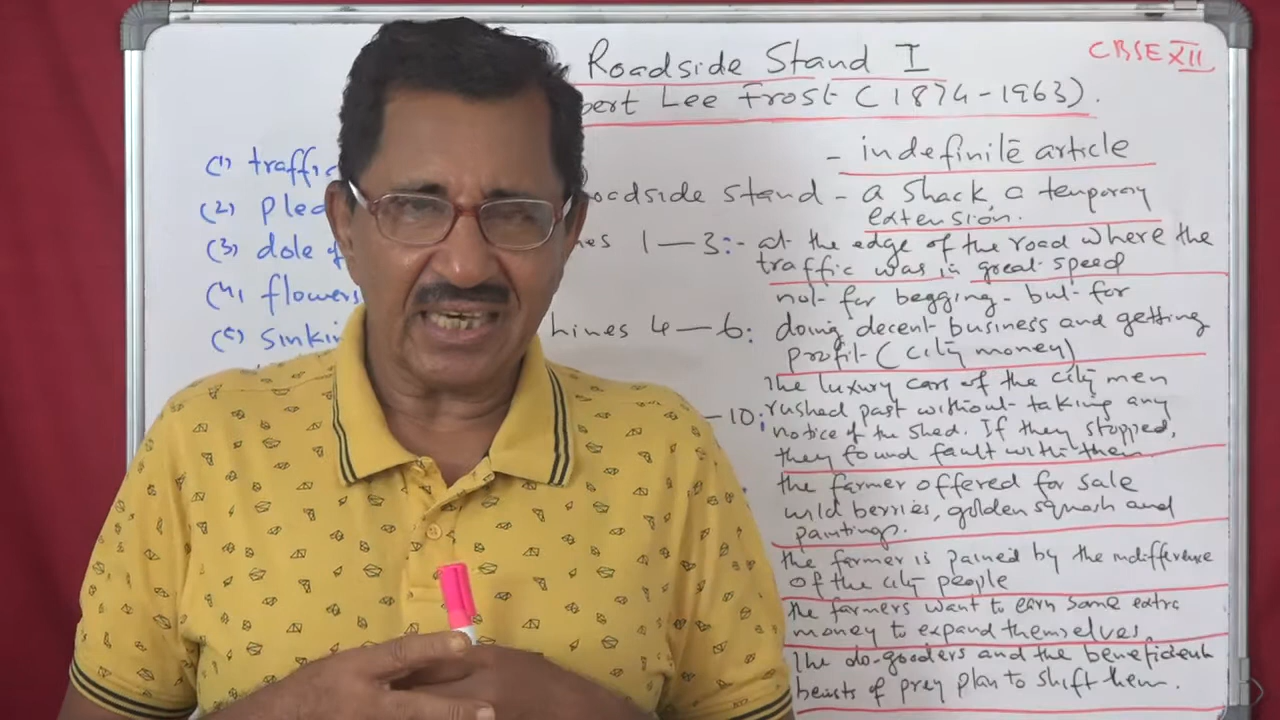 Roadside Stand I
CBSE XII
Lee Frost (1874-1963).
- indefinite article
(1) traffic
Stand - a shack, a temporary
extension.
(2)
(3) dole
1 — 3 :- at the edge of the road where the
traffic was in great speed
(4) flowers
not for begging - but for
(5)
Lines 4 — 6 : doing decent business and getting
profit - (city money)
The luxury cars of the city men
— 10 : rushed past without taking any
notice of the shed. If they stopped,
they found fault with them.
the farmer offered for sale
wild berries, golden squash and
paintings.
the farmer is pained by the indifference
of the city people
the farmers want to earn some extra
money to expand themselves.
The do-gooders and the beneficient
beasts of prey plan to shift them.